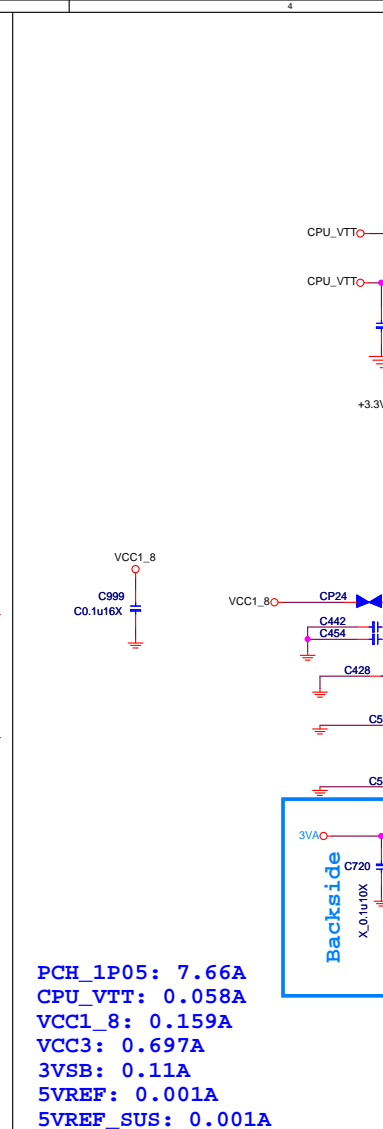 4
CPU_VTT
CPU_VTT
+3.3V
VCC1_8
C999
C0.1u16X
VCC1_8
CP24
C442
C454
C428
C5
C5
3VA
C720
X_0.1u10X
Backside
PCH_1P05: 7.66A
CPU_VTT: 0.058A
VCC1_8: 0.159A
VCC3: 0.697A
3VSB: 0.11A
5VREF: 0.001A
5VREF_SUS: 0.001A